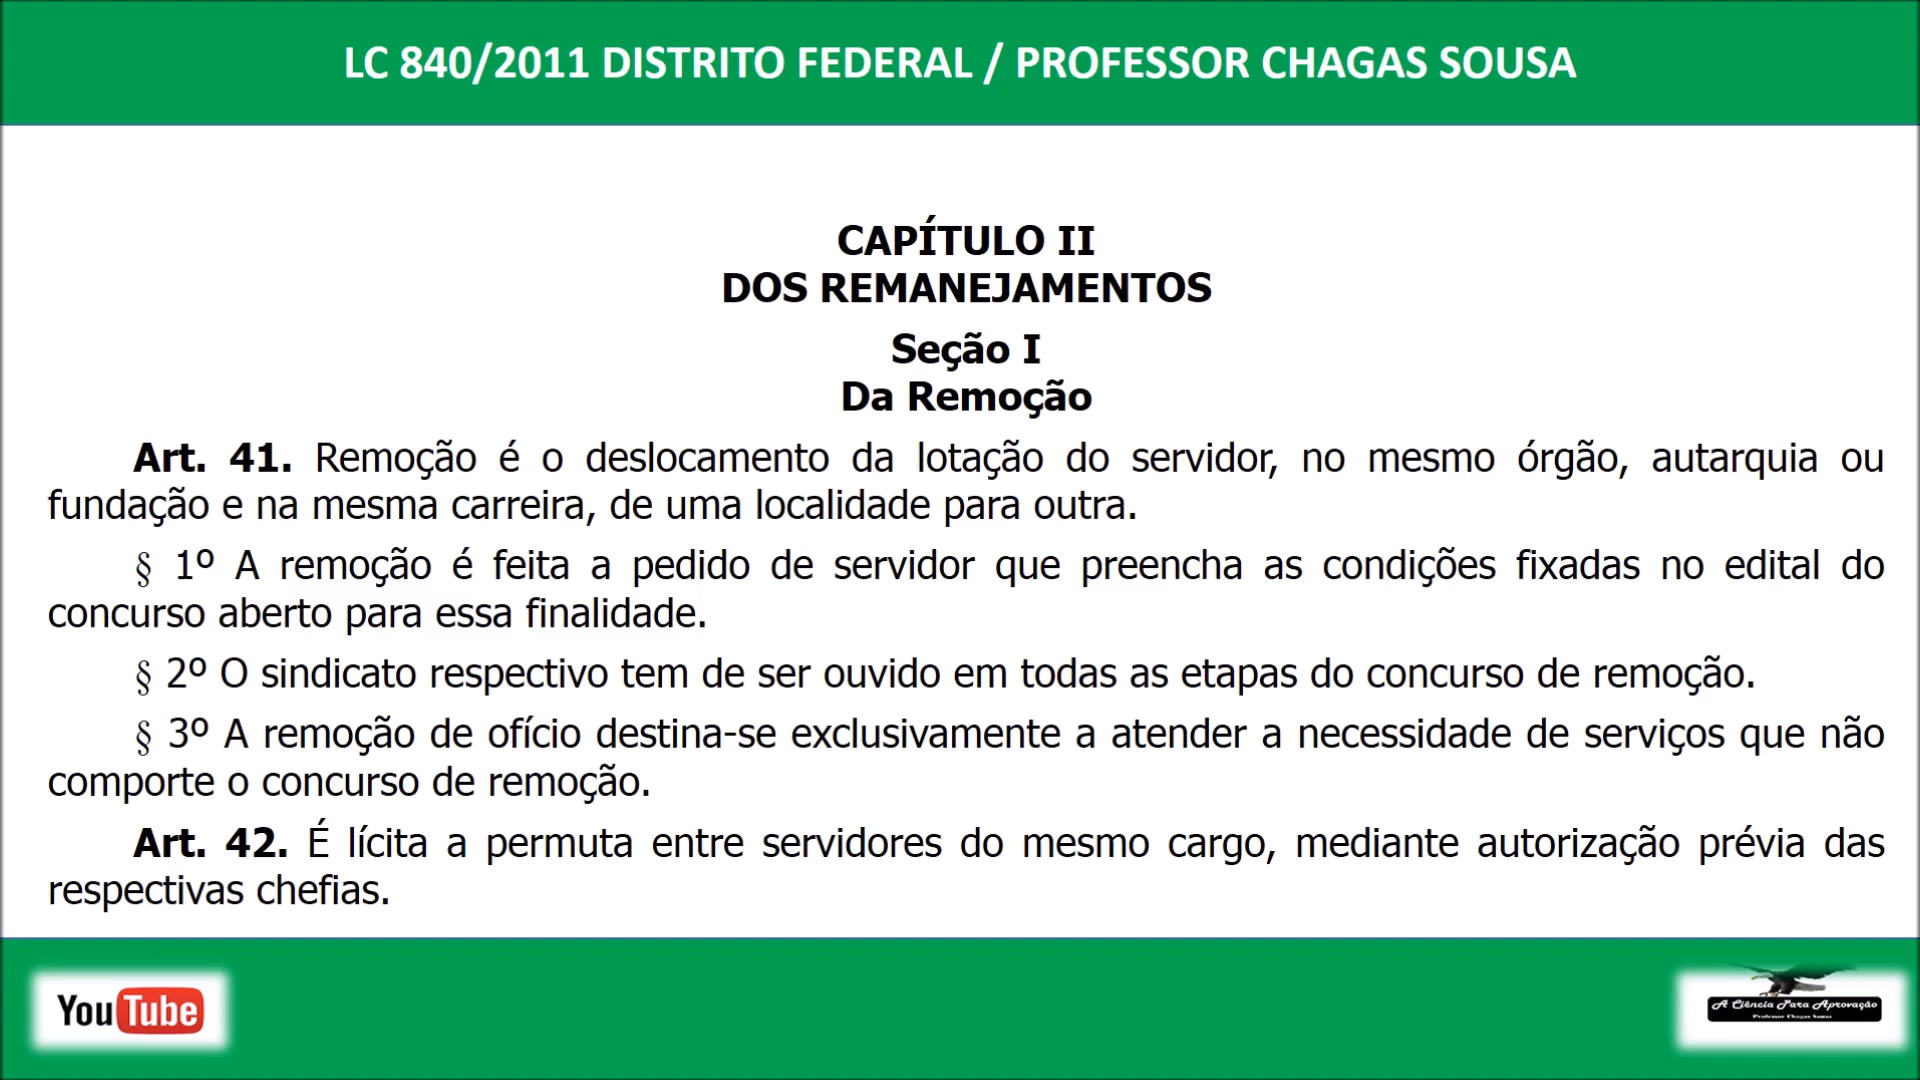 LC 840/2011 DISTRITO FEDERAL / PROFESSOR CHAGAS SOUSA
CAPÍTULO II
DOS REMANEJAMENTOS
Seção I
Da Remoção
Art. 41. Remoção é o deslocamento da lotação do servidor, no mesmo órgão, autarquia ou
fundação e na mesma carreira, de uma localidade para outra.
§ 1º A remoção é feita a pedido de servidor que preencha as condições fixadas no edital do
concurso aberto para essa finalidade.
§ 2º O sindicato respectivo tem de ser ouvido em todas as etapas do concurso de remoção.
§ 3º A remoção de ofício destina-se exclusivamente a atender a necessidade de serviços que não
comporte o concurso de remoção.
Art. 42. É lícita a permuta entre servidores do mesmo cargo, mediante autorização prévia das
respectivas chefias.
YouTube
A Ciência Para Aprovação
Professor Chagas Sousa